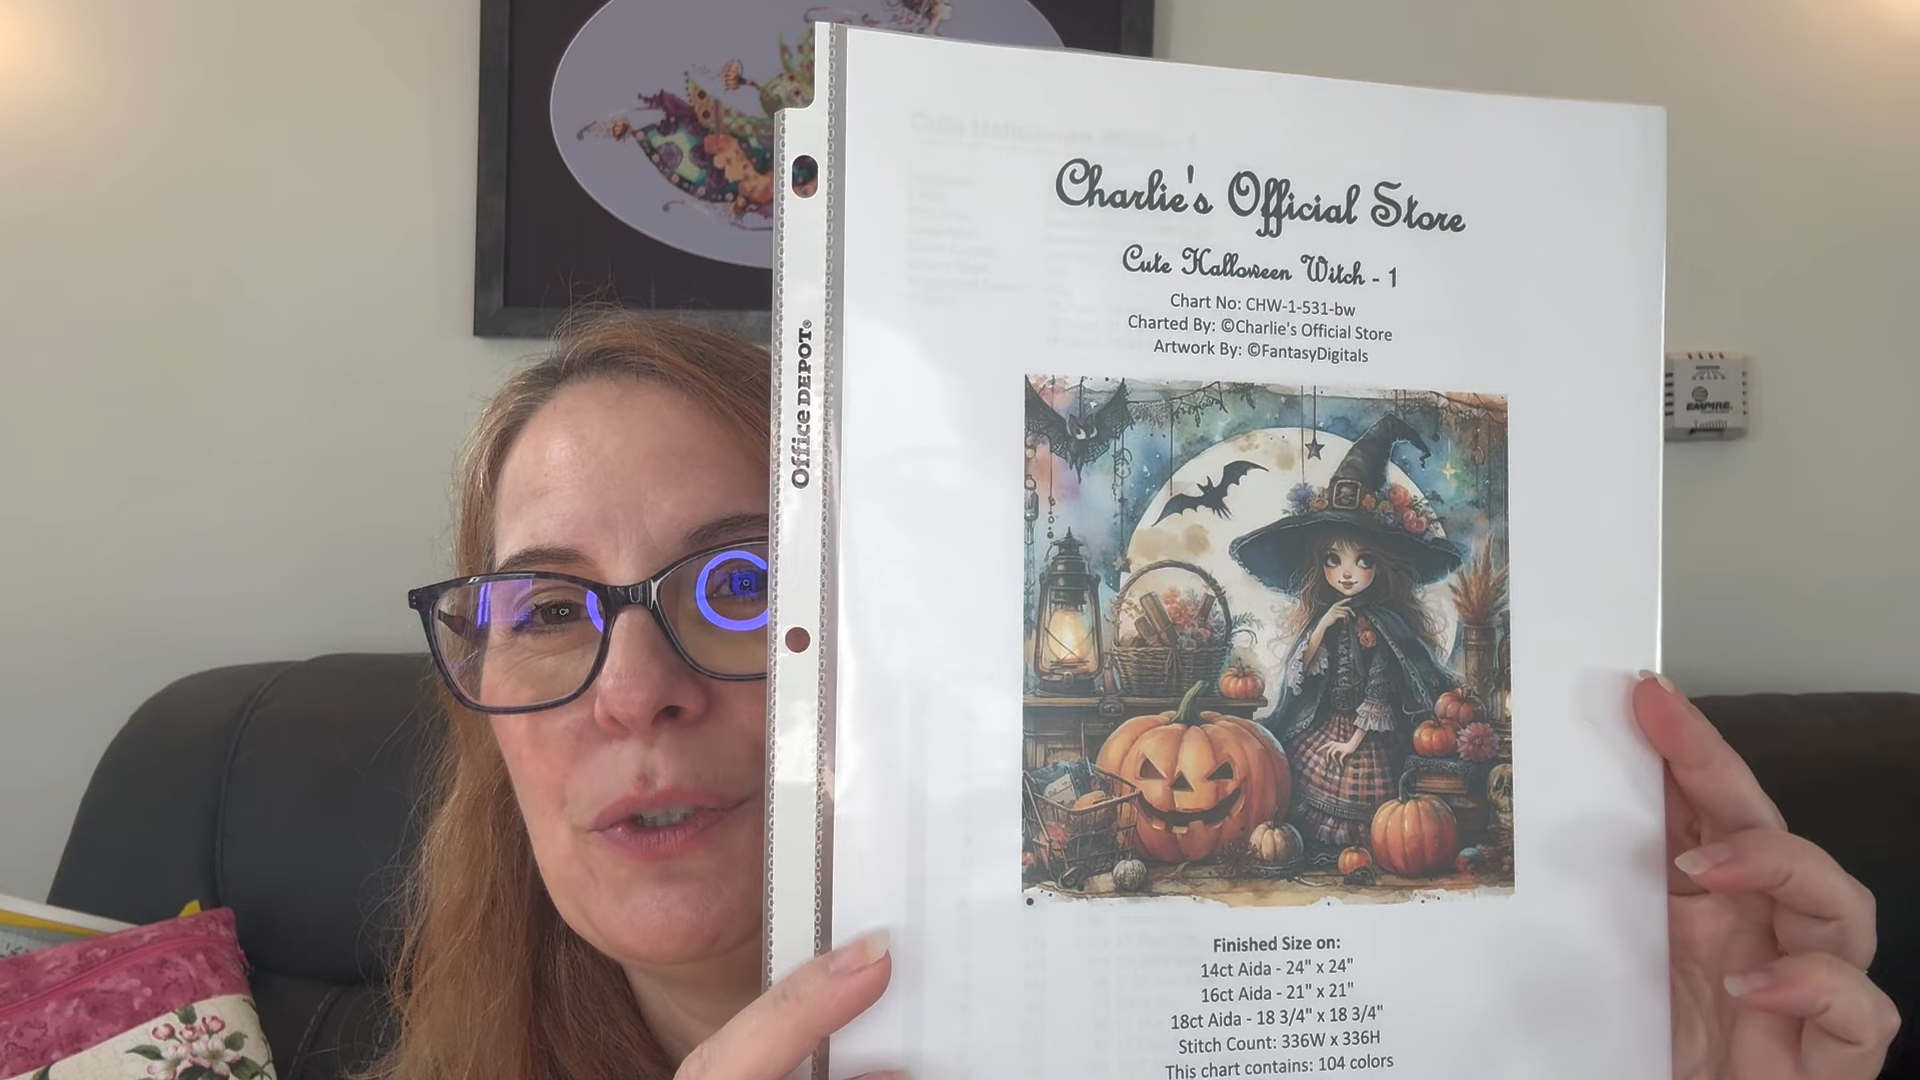 Charlie's Official Store
Cute Halloween Witch - 1
Chart No: CHW-1-531-bw
Charted By: ©Charlie's Official Store
Artwork By: ©FantasyDigitals
Office DEPOT®
EMPIRE
Finished Size on:
14ct Aida - 24" x 24"
16ct Aida - 21" x 21"
18ct Aida - 18 3/4" x 18 3/4"
Stitch Count: 336W x 336H
This chart contains: 104 colors